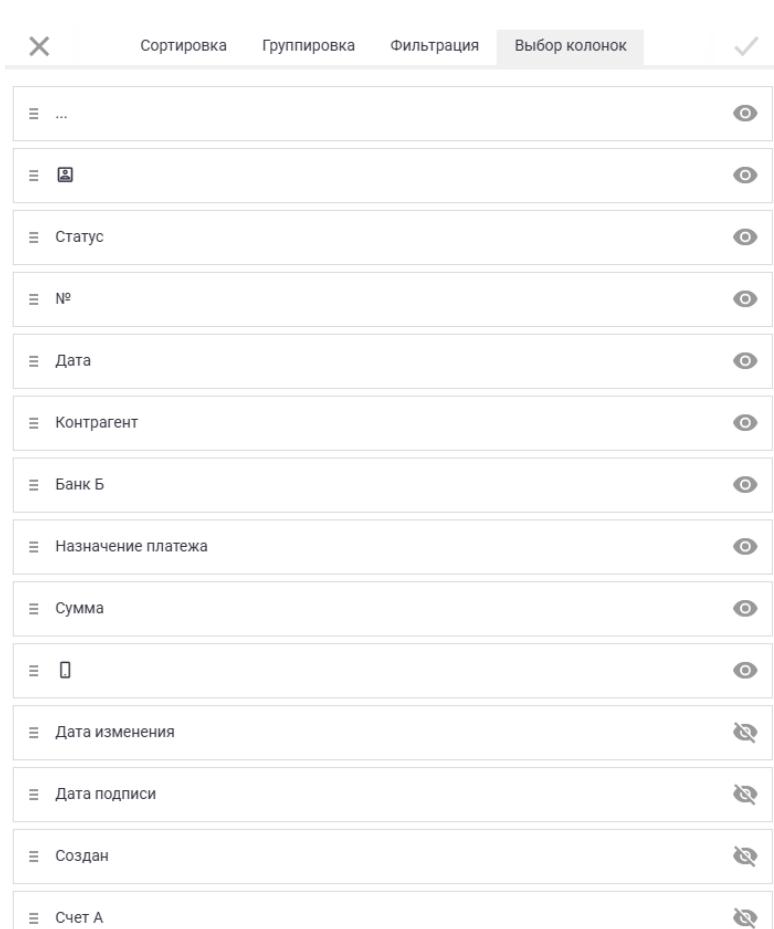 Сортировка Группировка Фильтрация Выбор колонок
...
Статус
№
Дата
Контрагент
Банк Б
Назначение платежа
Сумма
Дата изменения
Дата подписи
Создан
Счет А